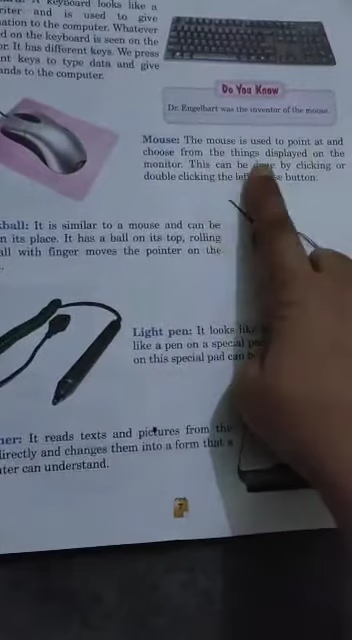 A keyboard looks like a
riter and is used to give
ation to the computer. Whatever
d on the keyboard is seen on the
or. It has different keys. We press
nt keys to type data and give
ands to the computer.
Do You Know
Dr. Engelbart was the inventor of the mouse.
Mouse: The mouse is used to point at and
choose from the things displayed on the
monitor. This can be done by clicking or
double clicking the left button.
kball: It is similar to a mouse and can be
n its place. It has a ball on its top, rolling
all with finger moves the pointer on the
Light pen: It looks
like a pen on a special
on this special pad can
ner: It reads texts and pictures from the
directly and changes them into a form that a
ter can understand.
7